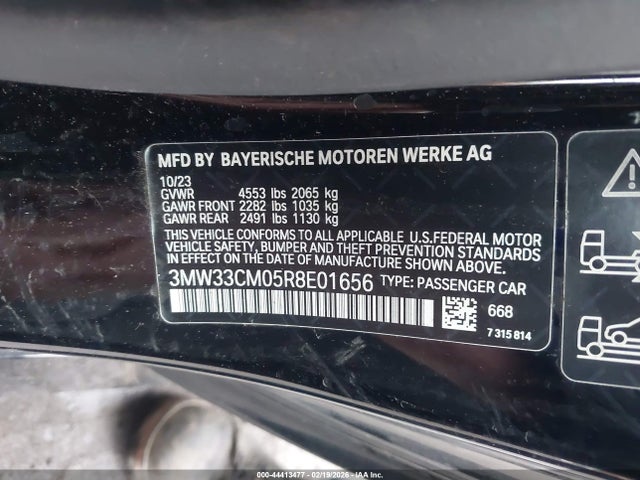 MFD BY BAYERISCHE MOTOREN WERKE AG
10/23
GVWR 4553 lbs 2065 kg
GAWR FRONT 2282 lbs 1035 kg
GAWR REAR 2491 lbs 1130 kg
THIS VEHICLE CONFORMS TO ALL APPLICABLE U.S.FEDERAL MOTOR
VEHICLE SAFETY, BUMPER AND THEFT PREVENTION STANDARDS
IN EFFECT ON THE DATE OF MANUFACTURE SHOWN ABOVE.
3MW33CM05R8E01656 TYPE: PASSENGER CAR
668
7 315 814
000-44413477 - 02/19/2026 - IAA, Inc.